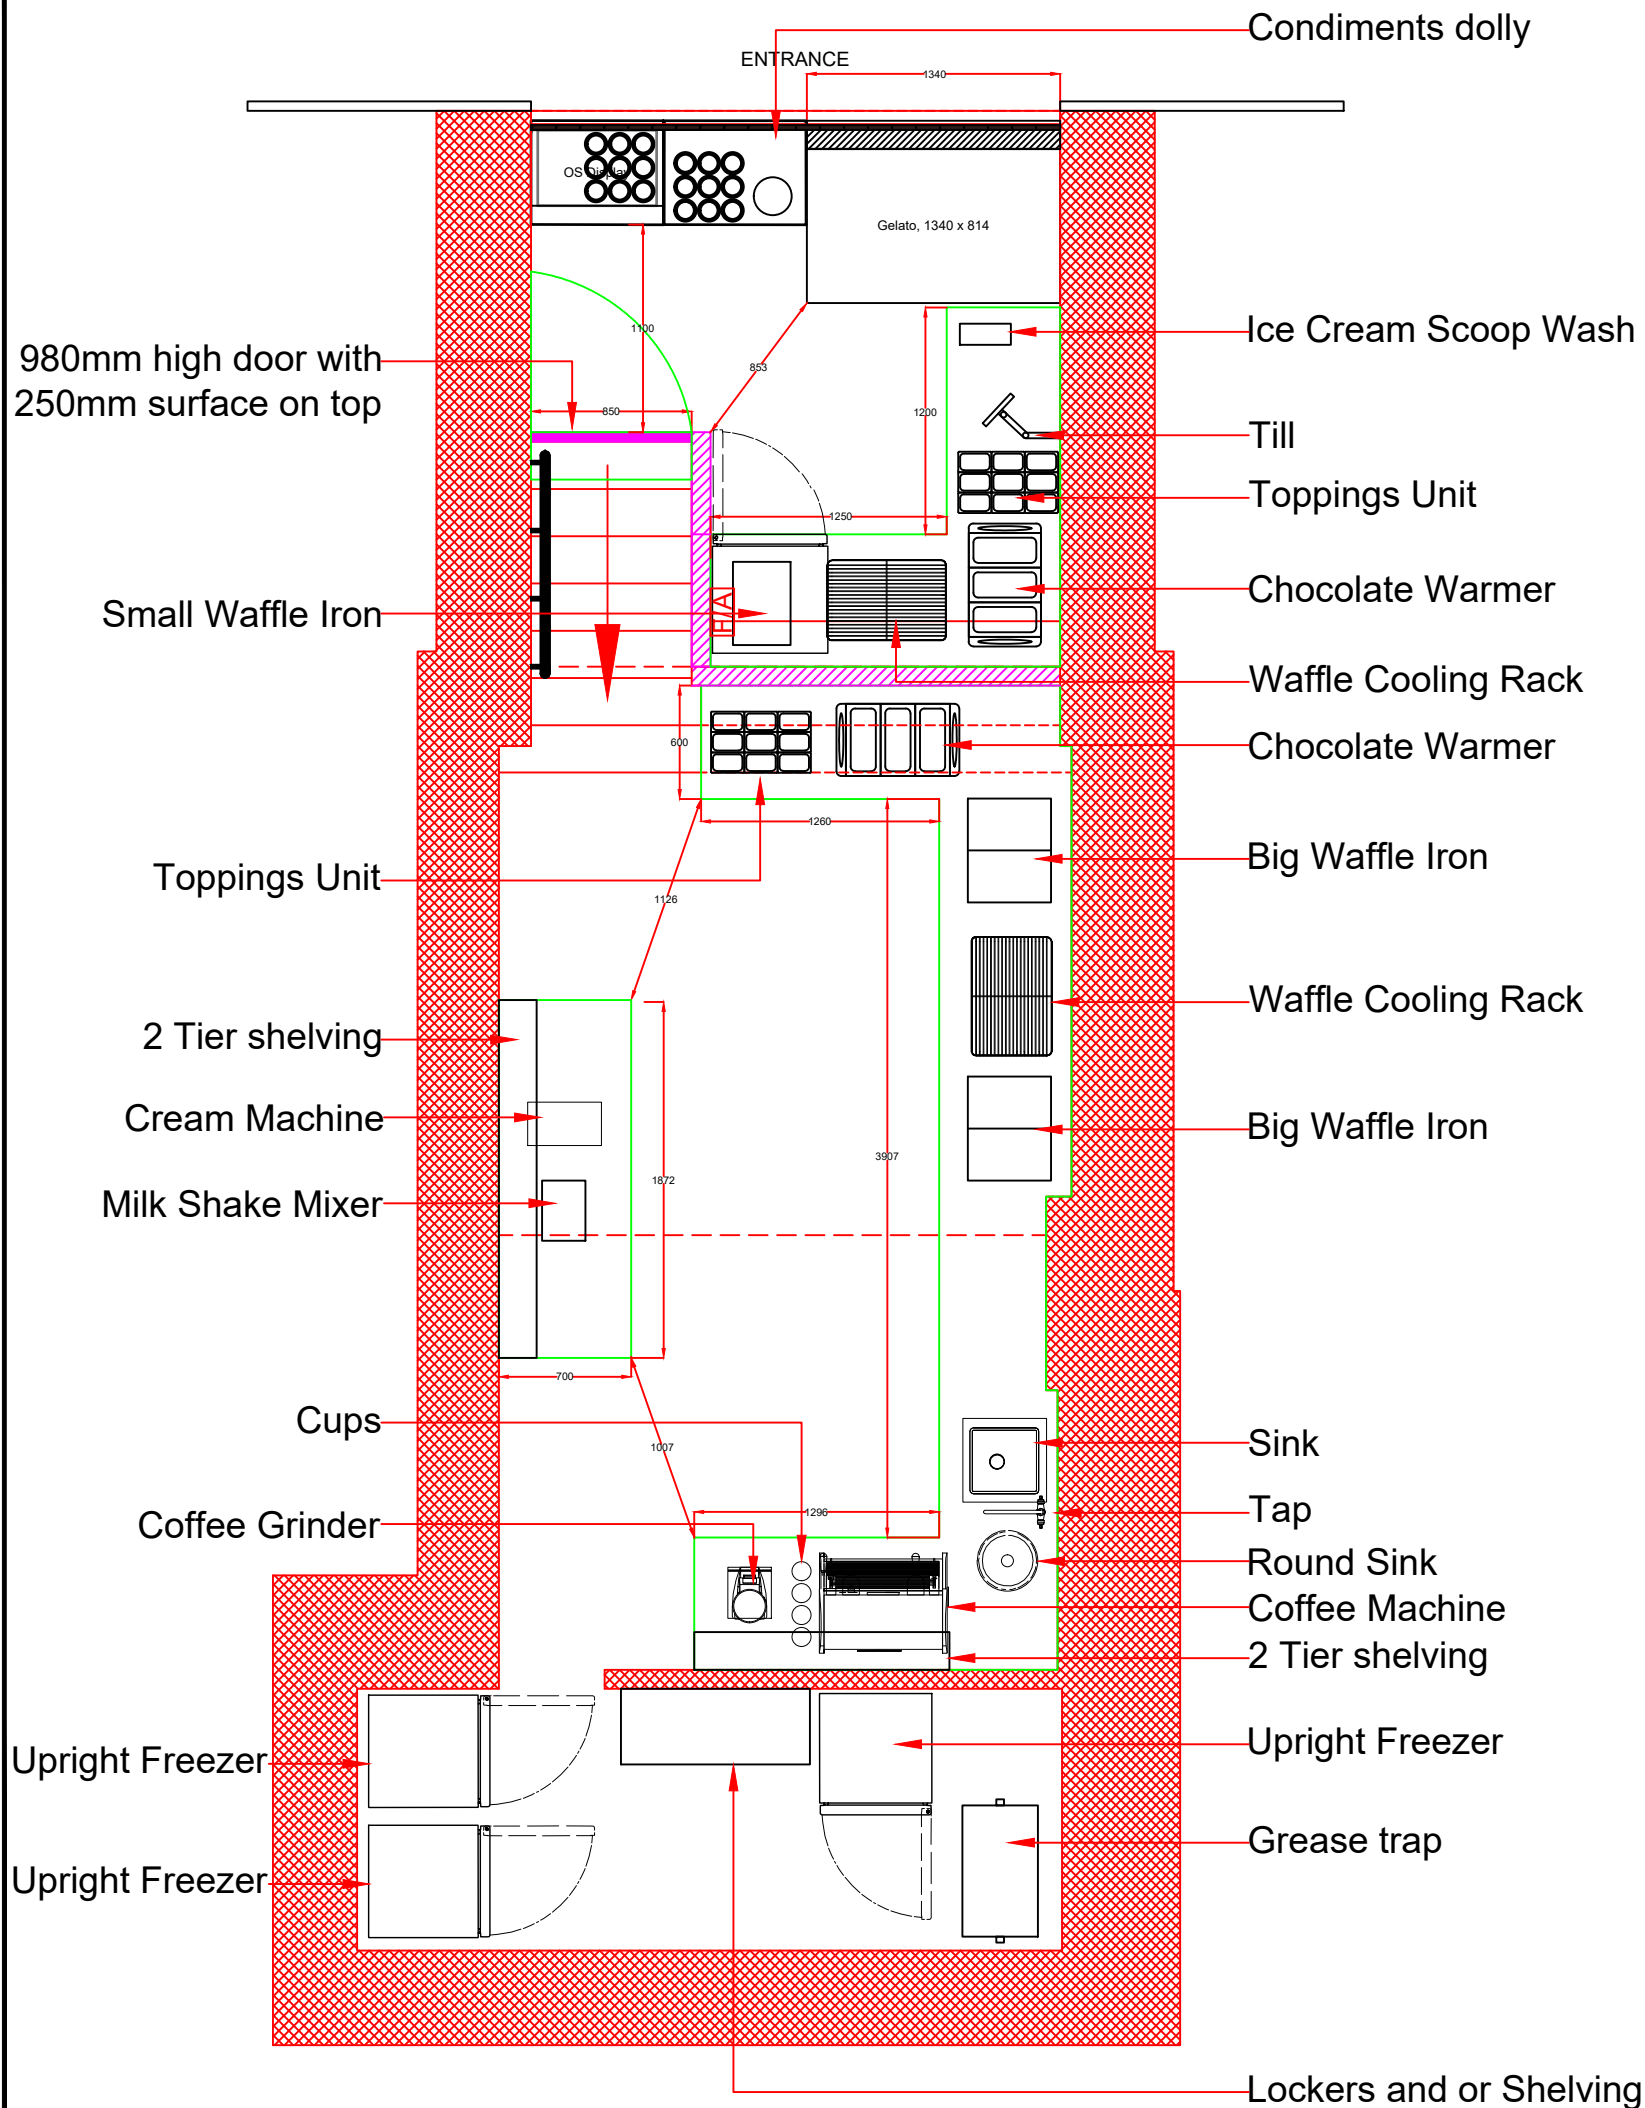 Condiments dolly
ENTRANCE
1340
OS Display
Gelato, 1340 x 814
1100
Ice Cream Scoop Wash
980mm high door with
250mm surface on top
853
850
1200
Till
Toppings Unit
1250
Chocolate Warmer
Small Waffle Iron
H/A
Waffle Cooling Rack
600
Chocolate Warmer
1260
Big Waffle Iron
Toppings Unit
1126
Waffle Cooling Rack
2 Tier shelving
Cream Machine
Big Waffle Iron
3907
1872
Milk Shake Mixer
700
Cups
1007
Sink
1296
Tap
Coffee Grinder
Round Sink
Coffee Machine
2 Tier shelving
Upright Freezer
Upright Freezer
Grease trap
Upright Freezer
Lockers and or Shelving